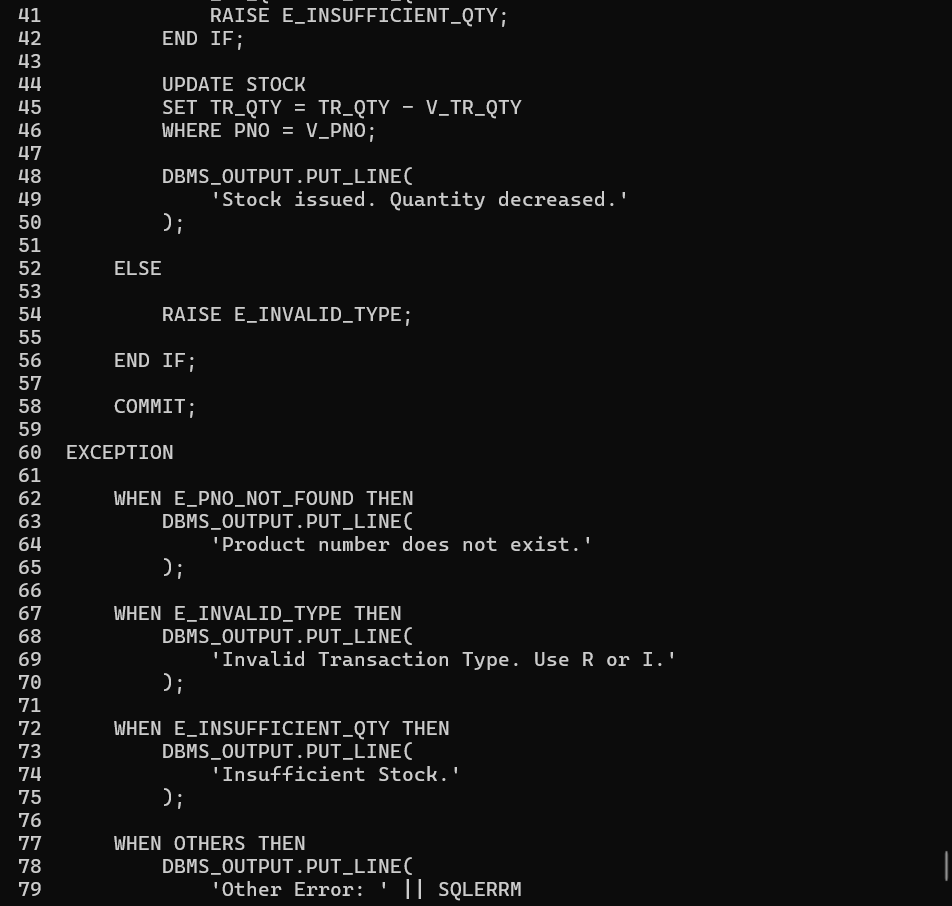 41              RAISE E_INSUFFICIENT_QTY;
42          END IF;
43
44          UPDATE STOCK
45          SET TR_QTY = TR_QTY - V_TR_QTY
46          WHERE PNO = V_PNO;
47
48          DBMS_OUTPUT.PUT_LINE(
49              'Stock issued. Quantity decreased.'
50          );
51
52      ELSE
53
54          RAISE E_INVALID_TYPE;
55
56      END IF;
57
58      COMMIT;
59
60  EXCEPTION
61
62      WHEN E_PNO_NOT_FOUND THEN
63          DBMS_OUTPUT.PUT_LINE(
64              'Product number does not exist.'
65          );
66
67      WHEN E_INVALID_TYPE THEN
68          DBMS_OUTPUT.PUT_LINE(
69              'Invalid Transaction Type. Use R or I.'
70          );
71
72      WHEN E_INSUFFICIENT_QTY THEN
73          DBMS_OUTPUT.PUT_LINE(
74              'Insufficient Stock.'
75          );
76
77      WHEN OTHERS THEN
78          DBMS_OUTPUT.PUT_LINE(
79              'Other Error: ' || SQLERRM